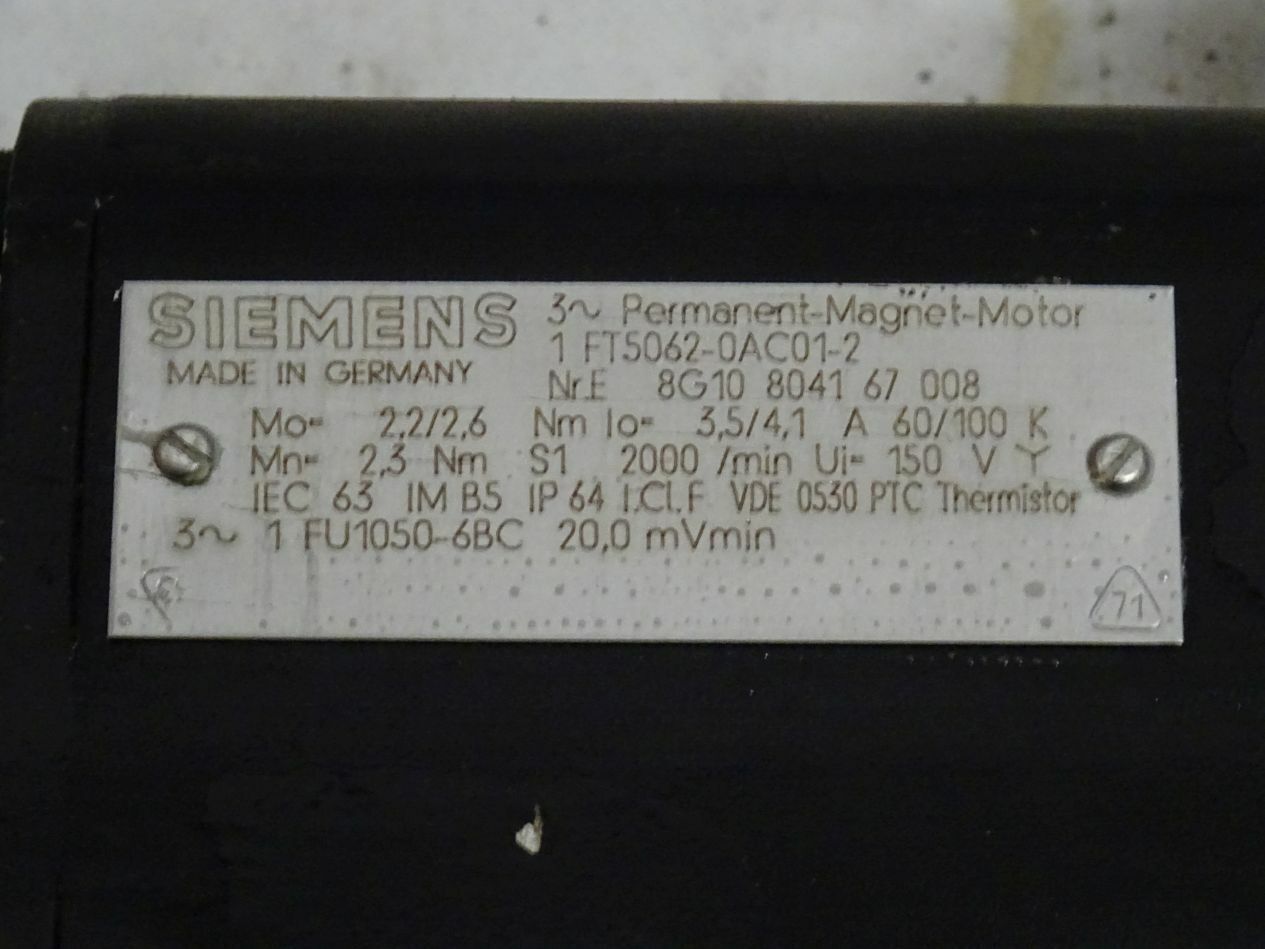 SIEMENS
MADE IN GERMANY
3~ Permanent-Magnet-Motor
1 FT5062-0AC01-2
Nr.E 8G10 8041 67 008
Mo= 2,2/2,6 Nm Io= 3,5/4,1 A 60/100 K
Mn= 2,3 Nm S1 2000 /min Ui= 150 V Y
IEC 63 IM B5 IP 64 I.Cl.F VDE 0530 PTC Thermistor
3~ 1 FU1050-6BC 20,0 mVmin
71